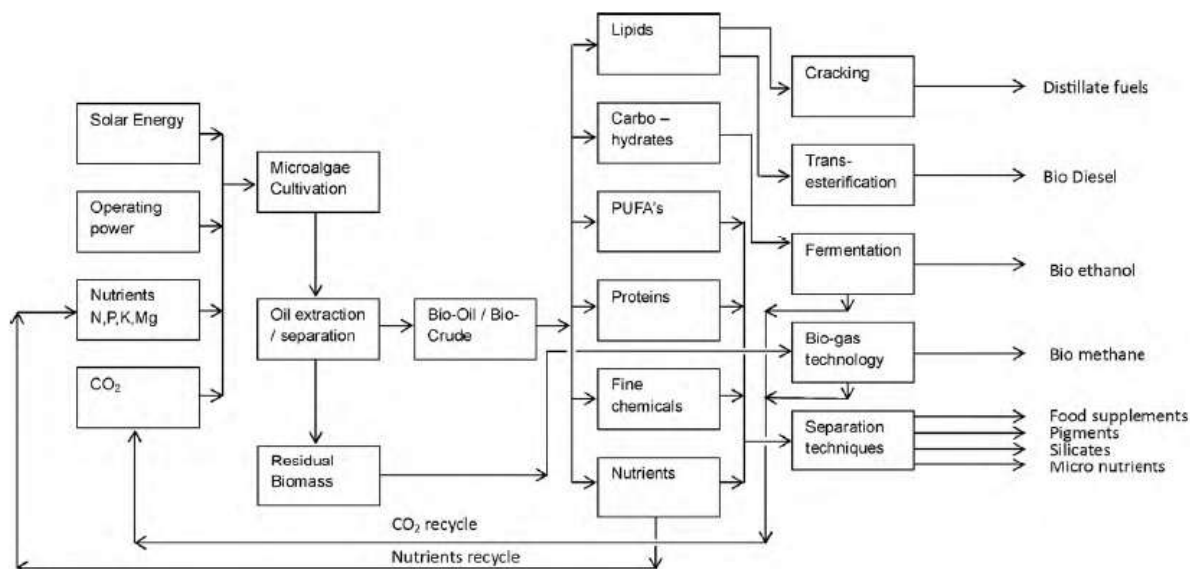 Solar Energy
Operating
power
Nutrients
N,P,K,Mg
CO₂
Microalgae
Cultivation
Oil extraction
/ separation
Residual
Biomass
Bio-Oil / Bio-
Crude
Lipids
Carbo –
hydrates
PUFA's
Proteins
Fine
chemicals
Nutrients
Cracking
Trans-
esterification
Fermentation
Bio-gas
technology
Separation
techniques
Distillate fuels
Bio Diesel
Bio ethanol
Bio methane
Food supplements
Pigments
Silicates
Micro nutrients
CO₂ recycle
Nutrients recycle